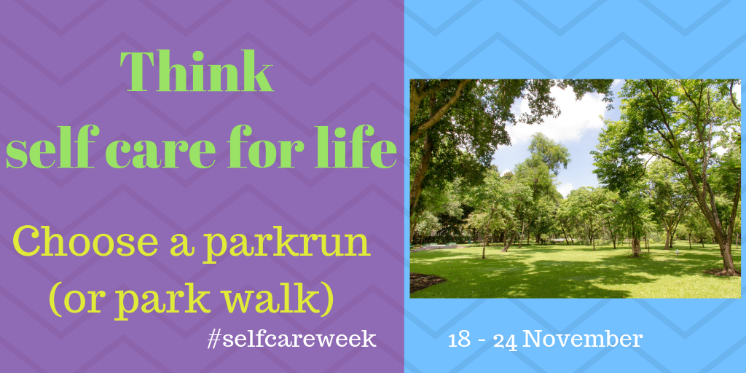 Think
self care for life
Choose a parkrun
(or park walk)
#selfcareweek
18 - 24 November